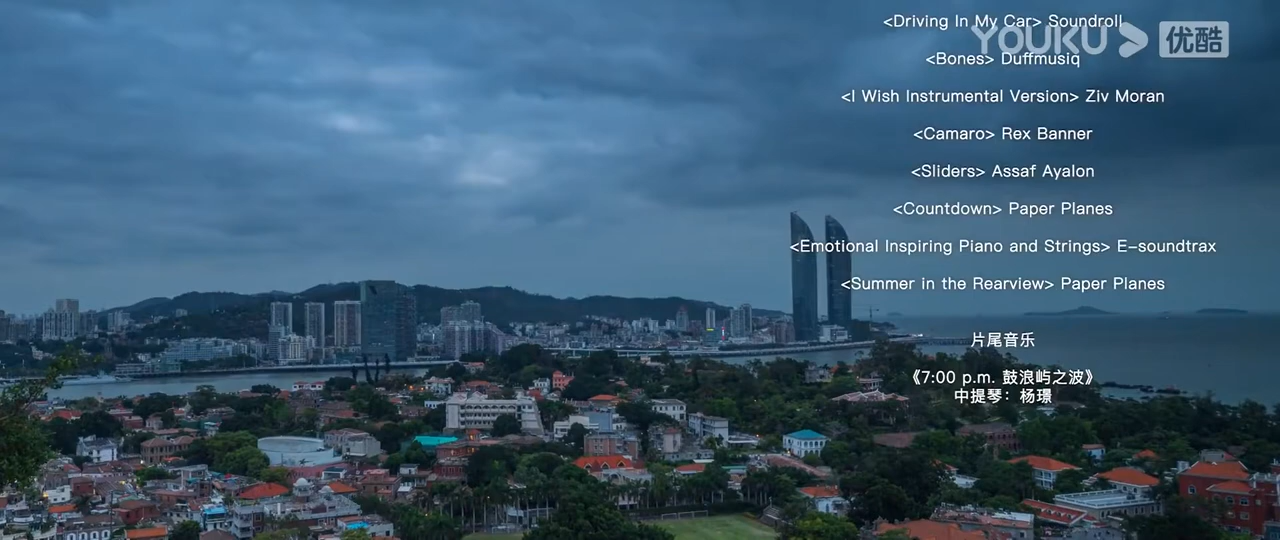 <Driving In My Car> Soundroll
YOUKU 优酷
<Bones> Duffmusiq
<I Wish Instrumental Version> Ziv Moran
<Camaro> Rex Banner
<Sliders> Assaf Ayalon
<Countdown> Paper Planes
<Emotional Inspiring Piano and Strings> E-soundtrax
<Summer in the Rearview> Paper Planes
片尾音乐
《7:00 p.m. 鼓浪屿之波》
中提琴：杨璟